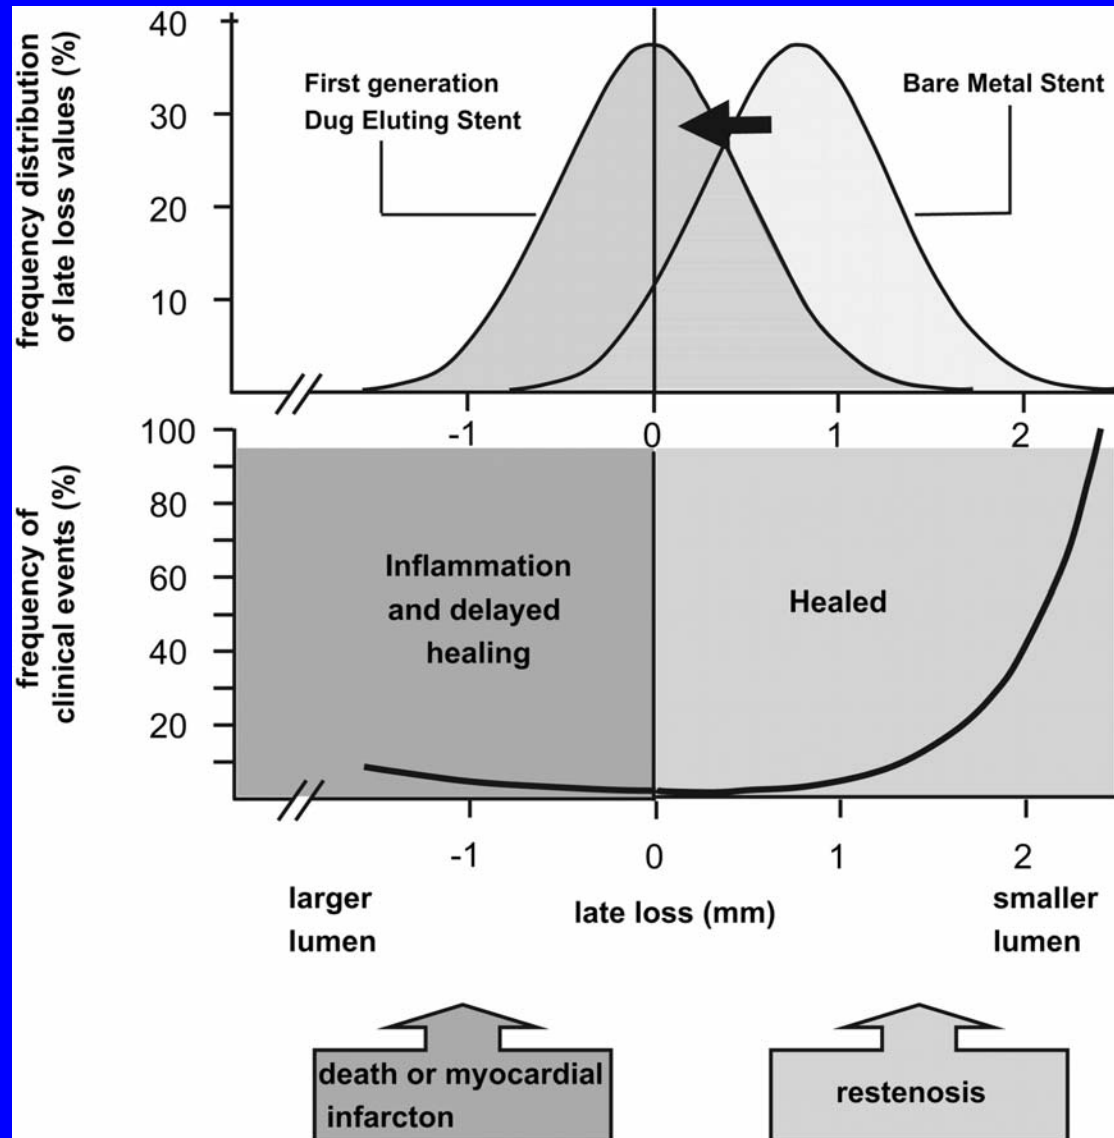 frequency distribution
of late loss values (%)
40
30
20
10
First generation
Dug Eluting Stent
Bare Metal Stent
-1
0
1
2
frequency of
clinical events (%)
100
80
60
40
20
Inflammation
and delayed
healing
Healed
-1
0
1
2
larger
lumen
late loss (mm)
smaller
lumen
death or myocardial
infarcton
restenosis